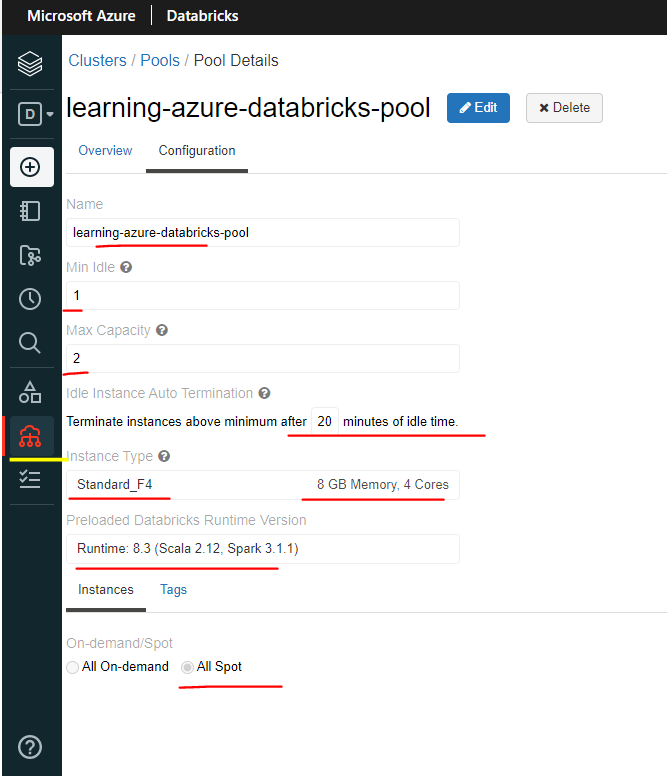 Microsoft Azure Databricks
Clusters / Pools / Pool Details
D
learning-azure-databricks-pool Edit Delete
Overview Configuration
Name
learning-azure-databricks-pool
Min Idle ?
1
Max Capacity ?
2
Idle Instance Auto Termination ?
Terminate instances above minimum after 20 minutes of idle time.
Instance Type ?
Standard_F4 8 GB Memory, 4 Cores
Preloaded Databricks Runtime Version
Runtime: 8.3 (Scala 2.12, Spark 3.1.1)
Instances Tags
On-demand/Spot
All On-demand All Spot
?